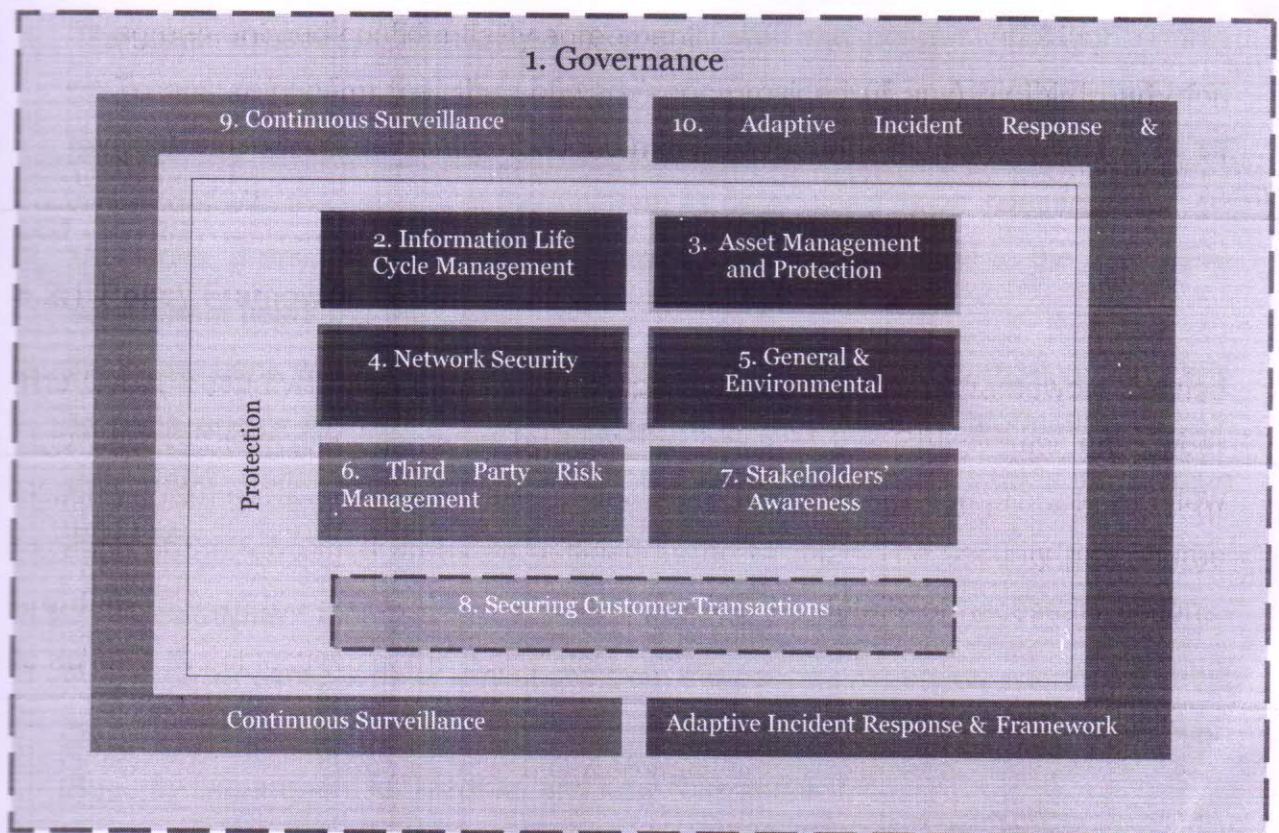 1. Governance
9. Continuous Surveillance
10. Adaptive Incident Response &
2. Information Life
Cycle Management
3. Asset Management
and Protection
4. Network Security
5. General &
Environmental
Protection
6. Third Party Risk
Management
7. Stakeholders'
Awareness
8. Securing Customer Transactions
Continuous Surveillance
Adaptive Incident Response & Framework